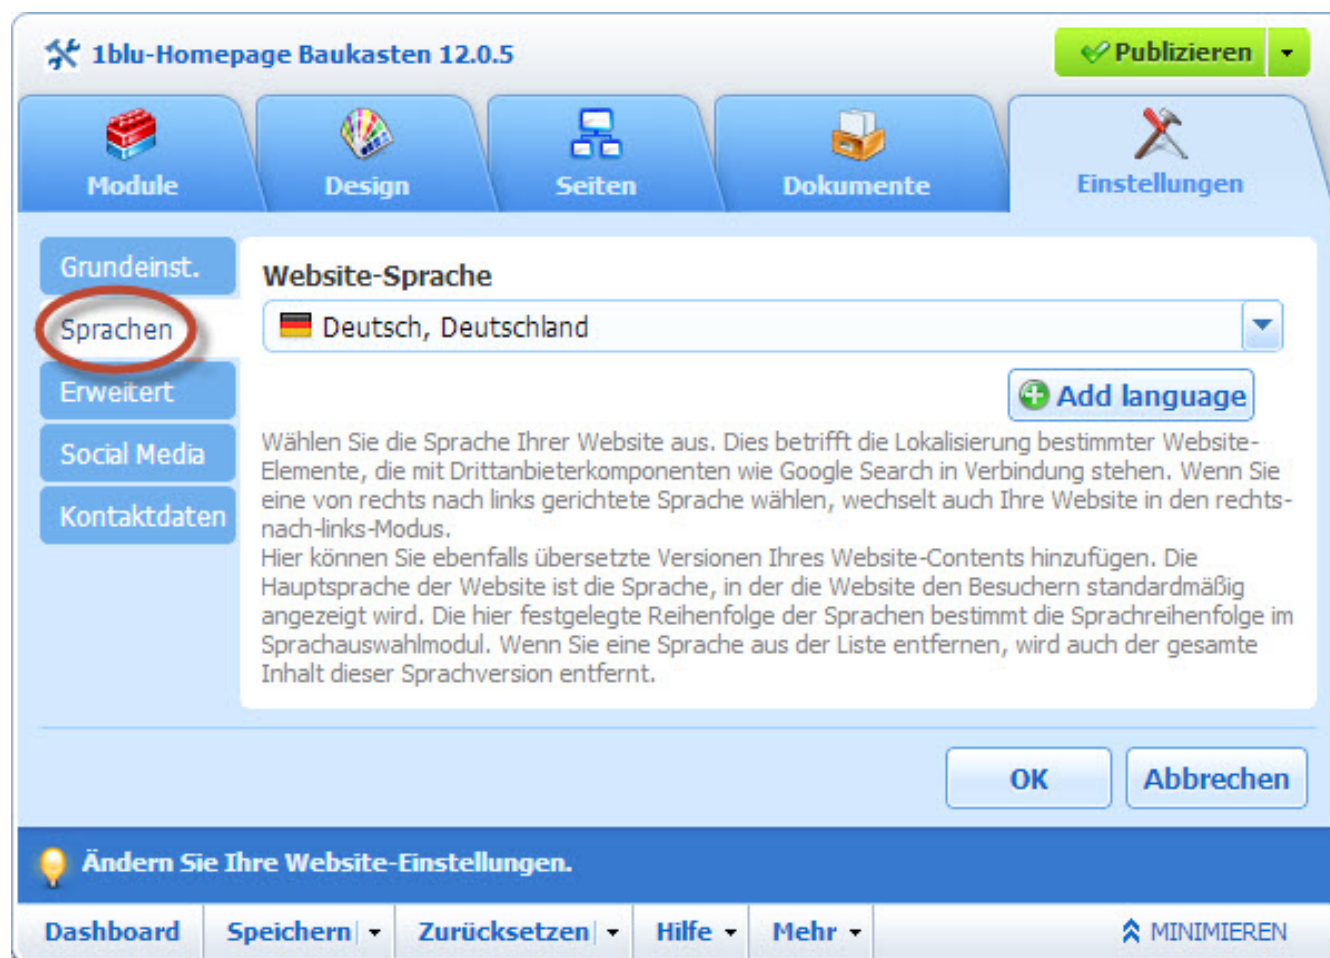 1blu-Homepage Baukasten 12.0.5
Publizieren
Module
Design
Seiten
Dokumente
Einstellungen
Grundeinst.
Sprachen
Erweitert
Social Media
Kontaktdaten
Website-Sprache
Deutsch, Deutschland
Add language
Wählen Sie die Sprache Ihrer Website aus. Dies betrifft die Lokalisierung bestimmter Website-
Elemente, die mit Drittanbieterkomponenten wie Google Search in Verbindung stehen. Wenn Sie
eine von rechts nach links gerichtete Sprache wählen, wechselt auch Ihre Website in den rechts-
nach-links-Modus.
Hier können Sie ebenfalls übersetzte Versionen Ihres Website-Contents hinzufügen. Die
Hauptsprache der Website ist die Sprache, in der die Website den Besuchern standardmäßig
angezeigt wird. Die hier festgelegte Reihenfolge der Sprachen bestimmt die Sprachreihenfolge im
Sprachauswahlmodul. Wenn Sie eine Sprache aus der Liste entfernen, wird auch der gesamte
Inhalt dieser Sprachversion entfernt.
OK
Abbrechen
Ändern Sie Ihre Website-Einstellungen.
Dashboard
Speichern
Zurücksetzen
Hilfe
Mehr
MINIMIEREN